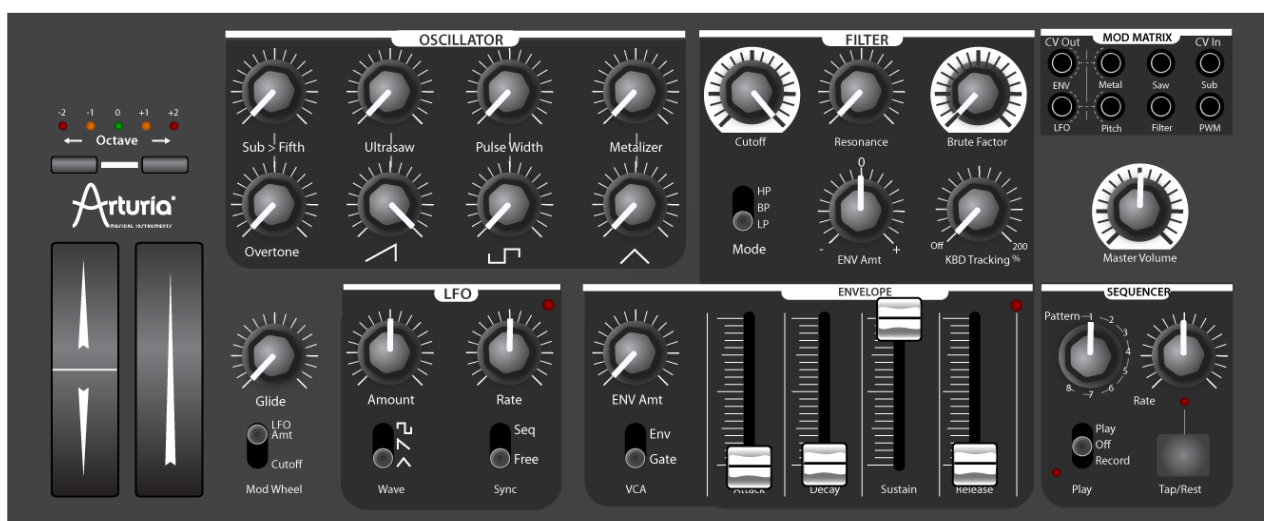 OSCILLATOR
FILTER
MOD MATRIX
CV Out
CV In
ENV
Metal
Saw
Sub
LFO
Pitch
Filter
PWM
-2 -1 0 +1 +2
← Octave →
Sub > Fifth
Ultrasaw
Pulse Width
Metalizer
Cutoff
Resonance
Brute Factor
Arturia
MUSICAL INSTRUMENTS
Overtone
HP
BP
LP
Mode
0
- +
ENV Amt
Off
200
KBD Tracking %
Master Volume
LFO
ENVELOPE
SEQUENCER
Glide
LFO
Amt
Cutoff
Mod Wheel
Amount
Rate
Wave
Seq
Free
Sync
ENV Amt
Env
Gate
VCA
Attack
Decay
Sustain
Release
Pattern 1 2
3
4
5
6
7
8
Rate
Play
Off
Record
Play
Tap/Rest